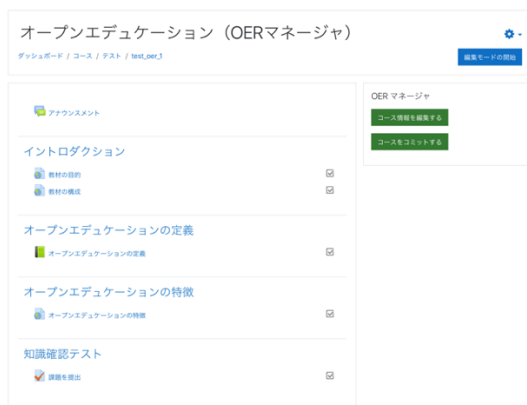 オープンエデュケーション（OERマネージャ）
ダッシュボード / コース / テスト / test_oer_1
編集モードの開始
アナウンスメント
イントロダクション
教材の目的
教材の構成
オープンエデュケーションの定義
オープンエデュケーションの定義
オープンエデュケーションの特徴
オープンエデュケーションの特徴
知識確認テスト
課題を提出
OER マネージャ
コース情報を編集する
コースをコミットする